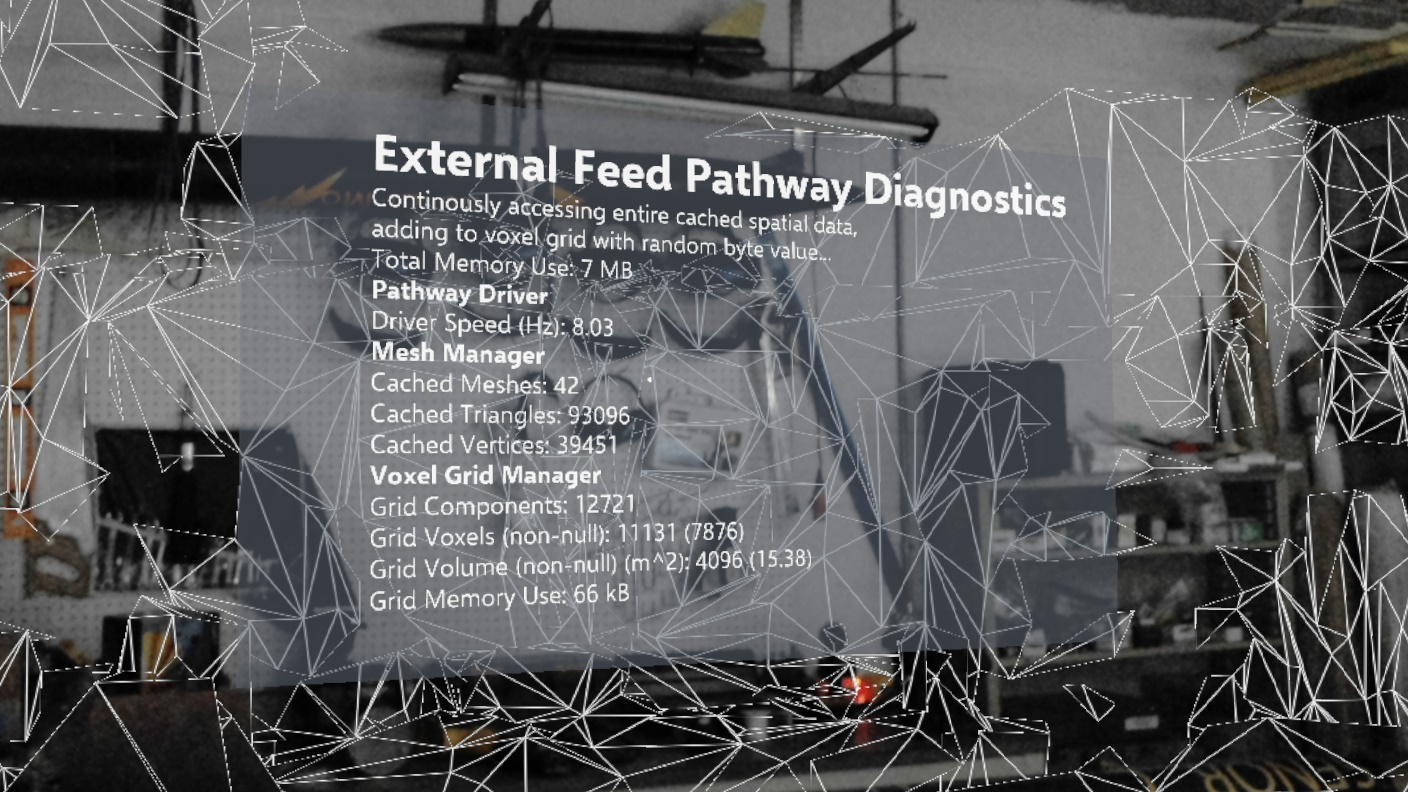 External Feed Pathway Diagnostics
Continously accessing entire cached spatial data,
adding to voxel grid with random byte value...
Total Memory Use: 7 MB
Pathway Driver
Driver Speed (Hz): 8.03
Mesh Manager
Cached Meshes: 42
Cached Triangles: 93096
Cached Vertices: 39451
Voxel Grid Manager
Grid Components: 12721
Grid Voxels (non-null): 11131 (7876)
Grid Volume (non-null) (m^2): 4096 (15.38)
Grid Memory Use: 66 kB